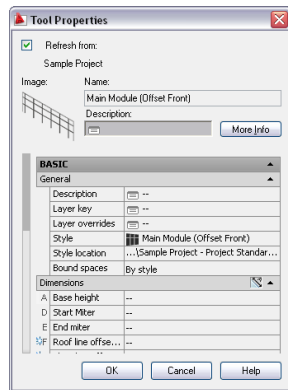 Tool Properties
Refresh from:
Sample Project
Image:
Name:
Main Module (Offset Front)
Description:
More Info
BASIC
General
Description --
Layer key --
Layer overrides --
Style Main Module (Offset Front)
Style location ...\Sample Project - Project Standar...
Bound spaces By style
Dimensions
A Base height --
D Start Miter --
E End miter --
F Roof line offse... --
OK Cancel Help